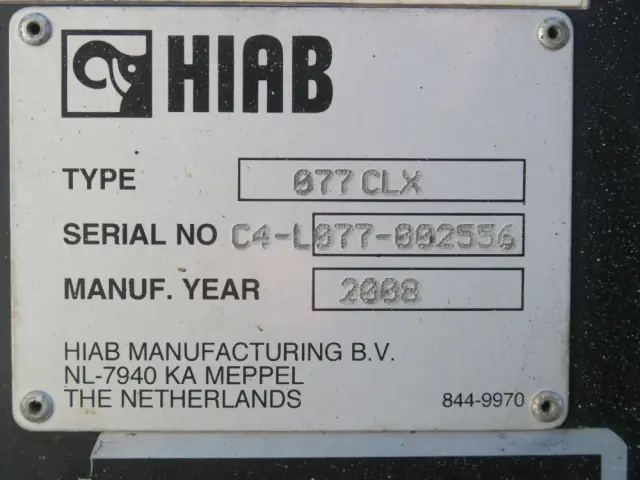 HIAB
TYPE 077 CLX
SERIAL NO C4-L077-002556
MANUF. YEAR 2008
HIAB MANUFACTURING B.V.
NL-7940 KA MEPPEL
THE NETHERLANDS 844-9970